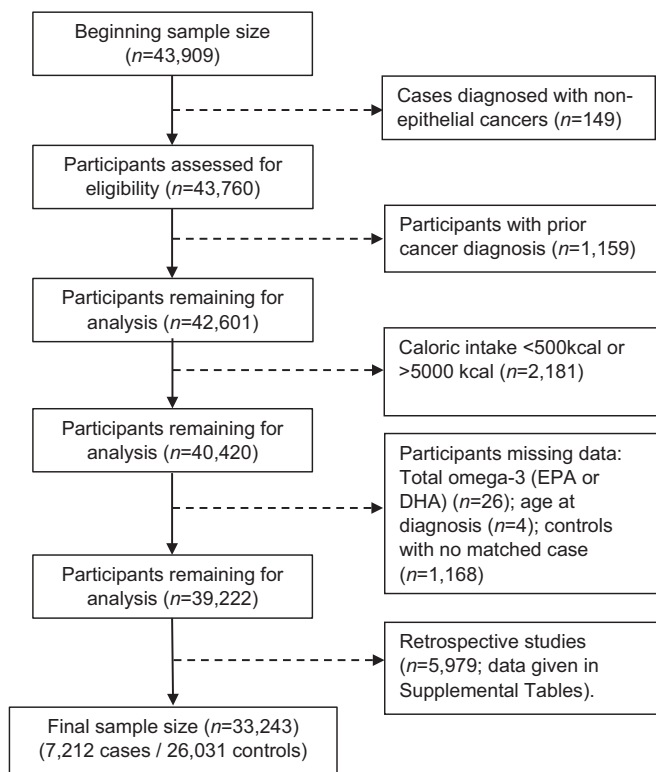 Beginning sample size
(n=43,909)
Cases diagnosed with non-
epithelial cancers (n=149)
Participants assessed for
eligibility (n=43,760)
Participants with prior
cancer diagnosis (n=1,159)
Participants remaining for
analysis (n=42,601)
Caloric intake <500kcal or
>5000 kcal (n=2,181)
Participants remaining for
analysis (n=40,420)
Participants missing data:
Total omega-3 (EPA or
DHA) (n=26); age at
diagnosis (n=4); controls
with no matched case
(n=1,168)
Participants remaining for
analysis (n=39,222)
Retrospective studies
(n=5,979; data given in
Supplemental Tables).
Final sample size (n=33,243)
(7,212 cases / 26,031 controls)